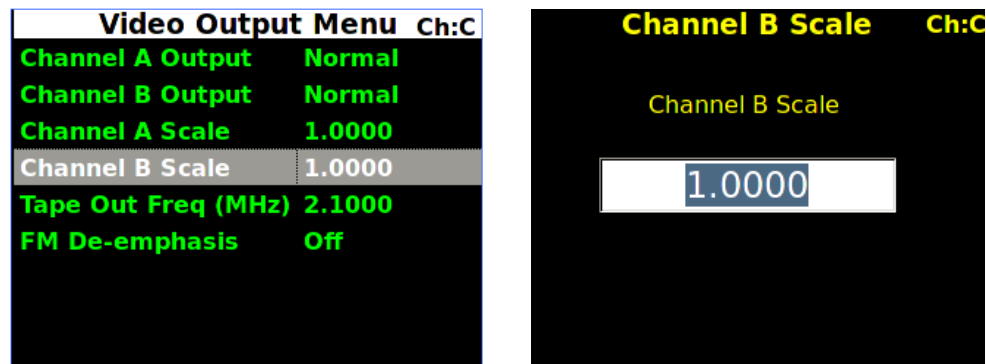 Video Output Menu Ch:C
Channel A Output Normal
Channel B Output Normal
Channel A Scale 1.0000
Channel B Scale 1.0000
Tape Out Freq (MHz) 2.1000
FM De-emphasis Off
Channel B Scale Ch:C
Channel B Scale
1.0000